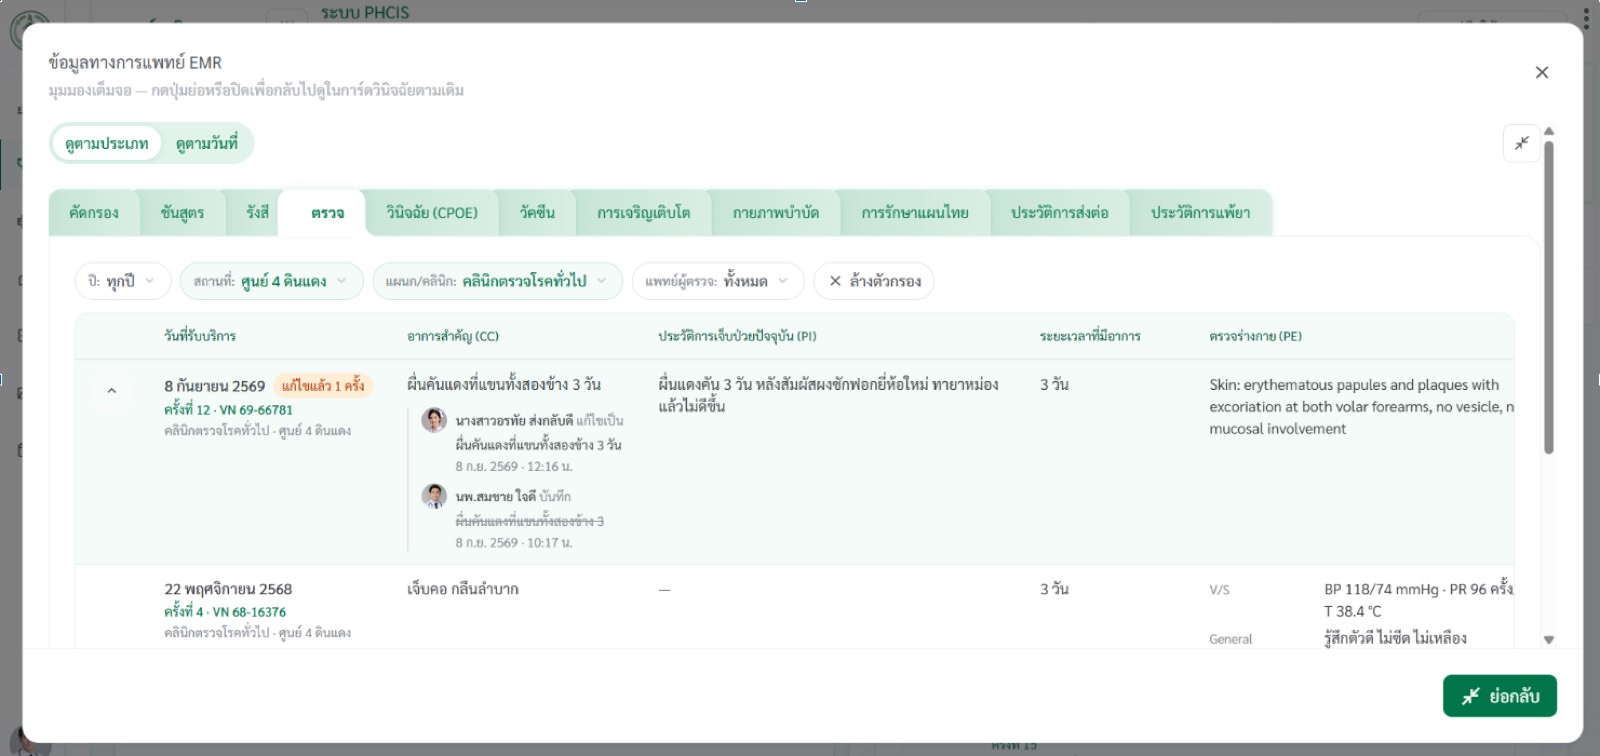 ระบบ PHCIS
ข้อมูลทางการแพทย์ EMR
มุมมองเต็มจอ — กดปุ่มย่อหรือปิดเพื่อกลับไปดูในการ์ดวินิจฉัยตามเดิม
ดูตามประเภท ดูตามวันที่
คัดกรอง ชันสูตร รังสี ตรวจ วินิจฉัย (CPOE) วัคซีน การเจริญเติบโต กายภาพบำบัด การรักษาแผนไทย ประวัติการส่งต่อ ประวัติการแพ้ยา
ปี: ทุกปี สถานที่: ศูนย์ 4 ดินแดง แผนก/คลินิก: คลินิกตรวจโรคทั่วไป แพทย์ผู้ตรวจ: ทั้งหมด ล้างตัวกรอง
วันที่รับบริการ อาการสำคัญ (CC) ประวัติการเจ็บป่วยปัจจุบัน (PI) ระยะเวลาที่มีอาการ ตรวจร่างกาย (PE)
8 กันยายน 2569 แก้ไขแล้ว 1 ครั้ง
ครั้งที่ 12 · VN 69-66781
คลินิกตรวจโรคทั่วไป · ศูนย์ 4 ดินแดง
ผื่นคันแดงที่แขนทั้งสองข้าง 3 วัน
นางสาวอรทัย ส่งกลับดี แก้ไขเป็น
ผื่นคันแดงที่แขนทั้งสองข้าง 3 วัน
8 ก.ย. 2569 · 12:16 น.
นพ.สมชาย ใจดี บันทึก
ผื่นคันแดงที่แขนทั้งสองข้าง 3
8 ก.ย. 2569 · 10:17 น.
ผื่นแดงคัน 3 วัน หลังสัมผัสผงซักฟอกยี่ห้อใหม่ ทายาหม่อง
แล้วไม่ดีขึ้น
3 วัน
Skin: erythematous papules and plaques with
excoriation at both volar forearms, no vesicle, n
mucosal involvement
22 พฤศจิกายน 2568
ครั้งที่ 4 · VN 68-16376
คลินิกตรวจโรคทั่วไป · ศูนย์ 4 ดินแดง
เจ็บคอ กลืนลำบาก
—
3 วัน
V/S BP 118/74 mmHg · PR 96 ครั้ง
T 38.4 °C
General รู้สึกตัวดี ไม่ซีด ไม่เหลือง
ย่อกลับ
ครั้งที่ 15